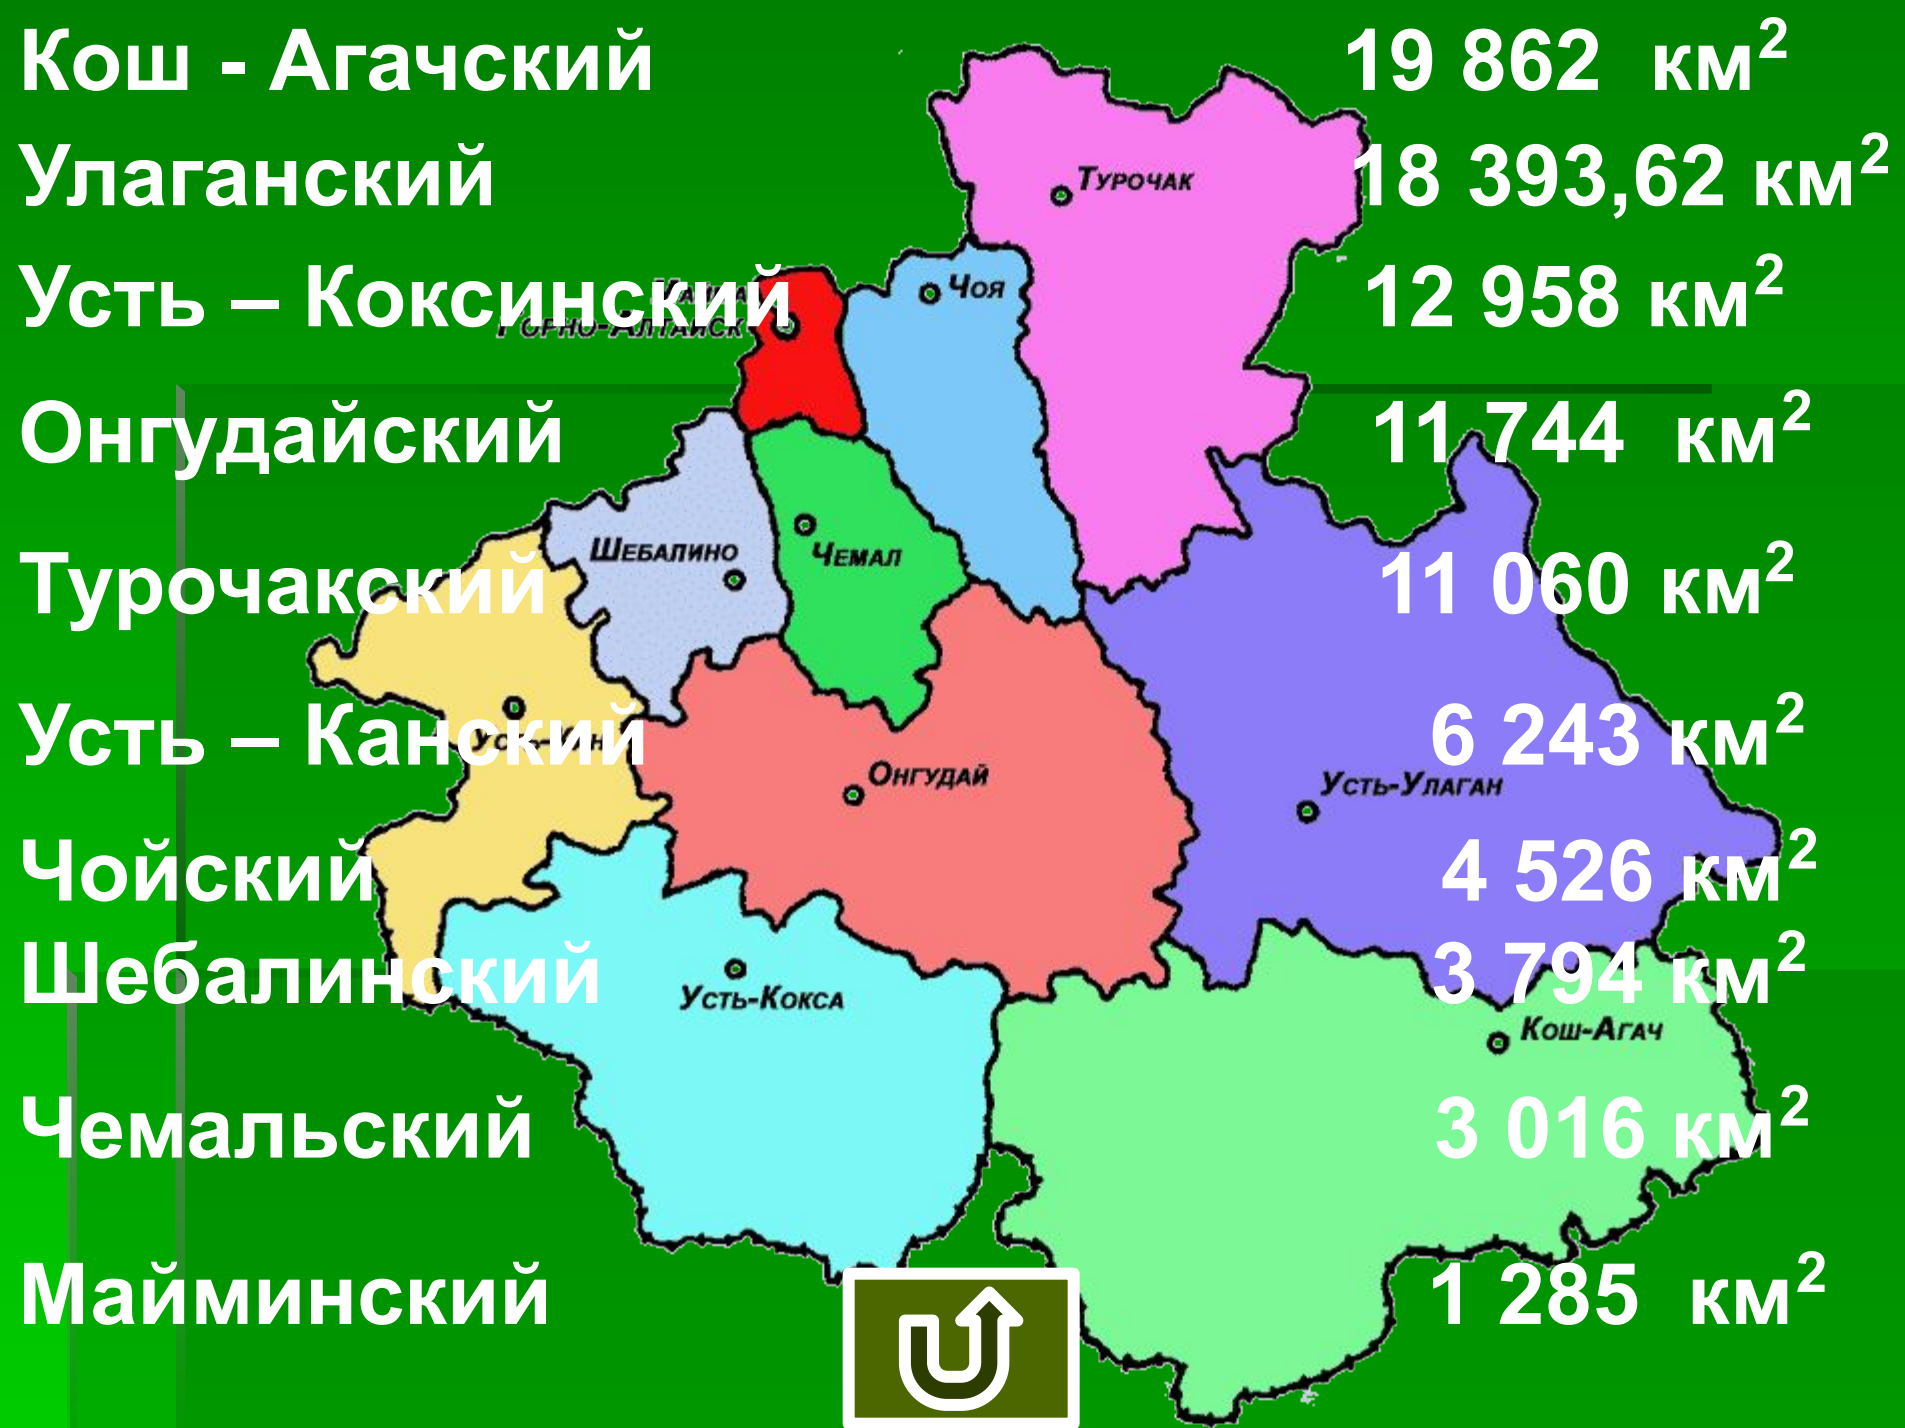 Кош - Агачский 19 862 км²
Улаганский 18 393,62 км²
Турочак
Усть – Коксинский 12 958 км²
Чоя
Горно-Алтайск
Онгудайский 11 744 км²
Шебалино
Чемал
Турочакский 11 060 км²
Усть – Канский 6 243 км²
Онгудай
Усть-Улаган
Чойский 4 526 км²
Шебалинский 3 794 км²
Усть-Кокса
Кош-Агач
Чемальский 3 016 км²
Майминский 1 285 км²